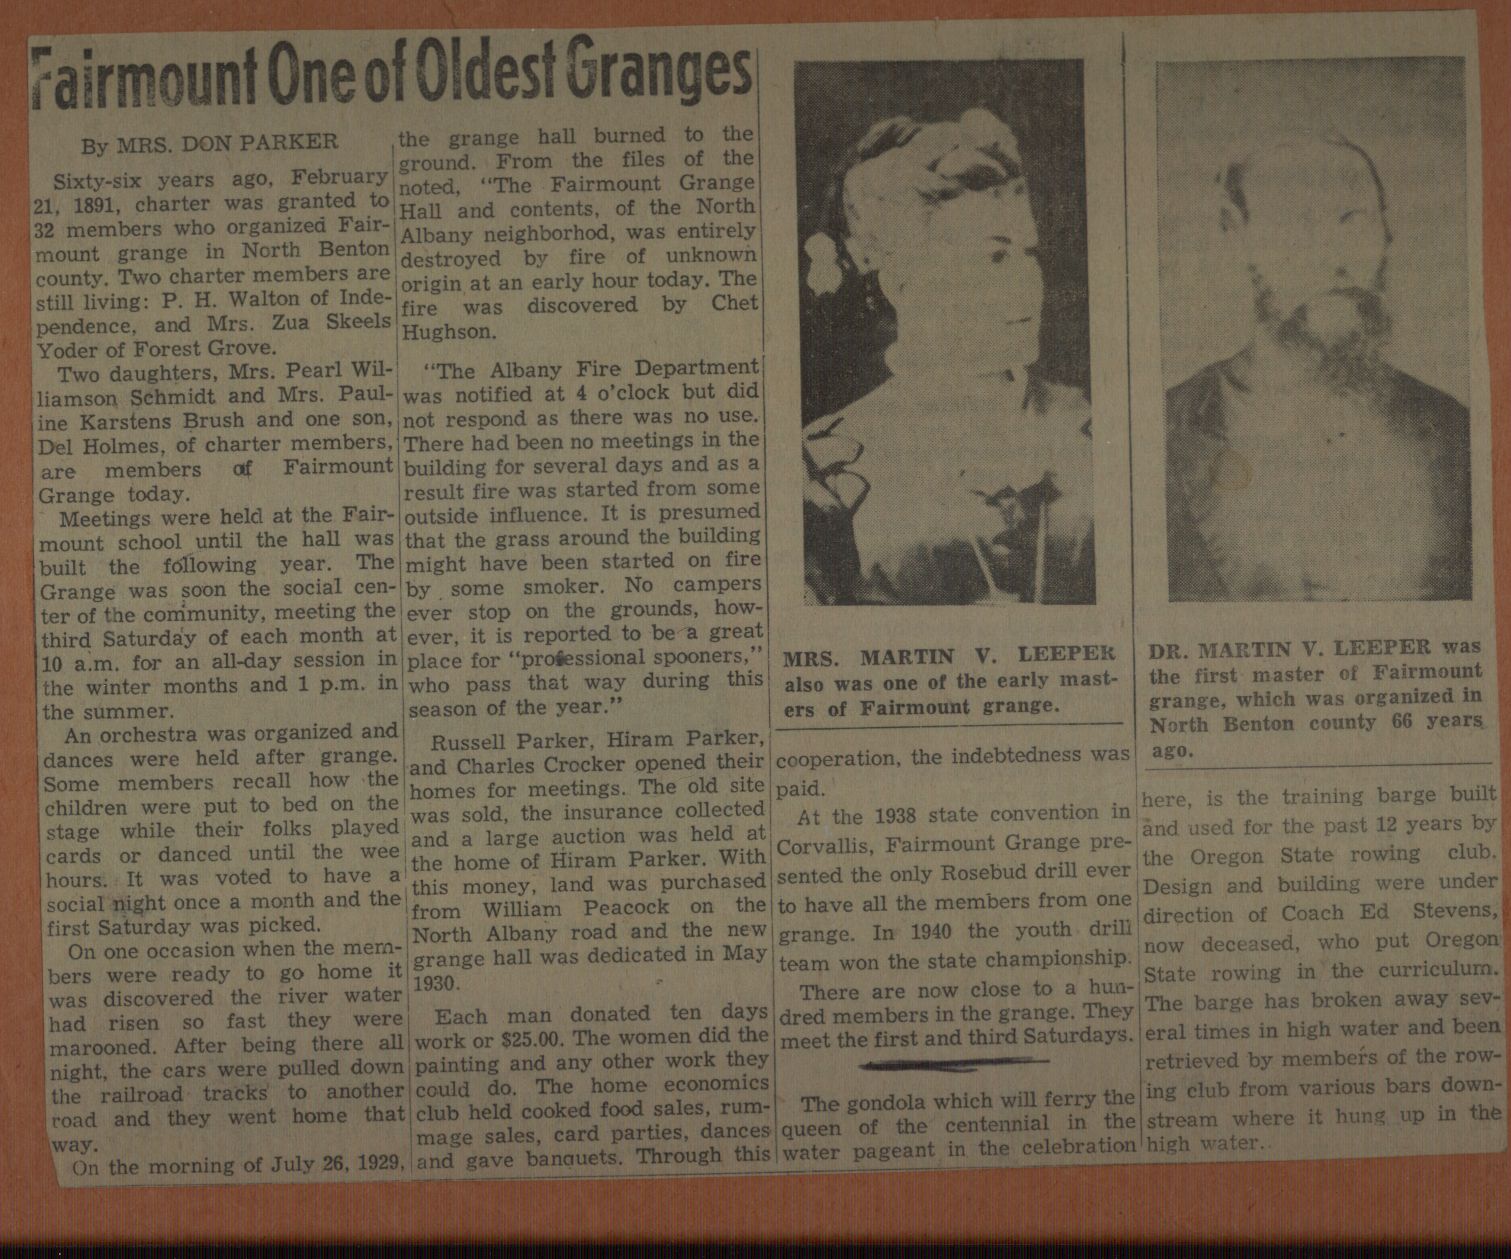 Fairmount One of Oldest Granges
By MRS. DON PARKER
Sixty-six years ago, February
21, 1891, charter was granted to
32 members who organized Fair-
mount grange in North Benton
county. Two charter members are
still living: P. H. Walton of Inde-
pendence, and Mrs. Zua Skeels
Yoder of Forest Grove.
Two daughters, Mrs. Pearl Wil-
liamson Schmidt and Mrs. Paul-
ine Karstens Brush and one son,
Del Holmes, of charter members,
are members of Fairmount
Grange today.
Meetings were held at the Fair-
mount school until the hall was
built the following year. The
Grange was soon the social cen-
ter of the community, meeting the
third Saturday of each month at
10 a.m. for an all-day session in
the winter months and 1 p.m. in
the summer.
An orchestra was organized and
dances were held after grange.
Some members recall how the
children were put to bed on the
stage while their folks played
cards or danced until the wee
hours. It was voted to have a
social night once a month and the
first Saturday was picked.
On one occasion when the mem-
bers were ready to go home it
was discovered the river water
had risen so fast they were
marooned. After being there all
night, the cars were pulled down
the railroad tracks to another
road and they went home that
way.
On the morning of July 26, 1929,
the grange hall burned to the
ground. From the files of the
noted, "The Fairmount Grange
Hall and contents, of the North
Albany neighborhod, was entirely
destroyed by fire of unknown
origin at an early hour today. The
fire was discovered by Chet
Hughson.
"The Albany Fire Department
was notified at 4 o'clock but did
not respond as there was no use.
There had been no meetings in the
building for several days and as a
result fire was started from some
outside influence. It is presumed
that the grass around the building
might have been started on fire
by some smoker. No campers
ever stop on the grounds, how-
ever, it is reported to be a great
place for "professional spooners,"
who pass that way during this
season of the year."
Russell Parker, Hiram Parker,
and Charles Crocker opened their
homes for meetings. The old site
was sold, the insurance collected
and a large auction was held at
the home of Hiram Parker. With
this money, land was purchased
from William Peacock on the
North Albany road and the new
grange hall was dedicated in May
1930.
Each man donated ten days
work or $25.00. The women did the
painting and any other work they
could do. The home economics
club held cooked food sales, rum-
mage sales, card parties, dances
and gave banquets. Through this
MRS. MARTIN V. LEEPER
also was one of the early mast-
ers of Fairmount grange.
cooperation, the indebtedness was
paid.
At the 1938 state convention in
Corvallis, Fairmount Grange pre-
sented the only Rosebud drill ever
to have all the members from one
grange. In 1940 the youth drill
team won the state championship.
There are now close to a hun-
dred members in the grange. They
meet the first and third Saturdays.
The gondola which will ferry the
queen of the centennial in the
water pageant in the celebration
DR. MARTIN V. LEEPER was
the first master of Fairmount
grange, which was organized in
North Benton county 66 years
ago.
here, is the training barge built
and used for the past 12 years by
the Oregon State rowing club.
Design and building were under
direction of Coach Ed Stevens,
now deceased, who put Oregon
State rowing in the curriculum.
The barge has broken away sev-
eral times in high water and been
retrieved by members of the row-
ing club from various bars down-
stream where it hung up in the
high water.